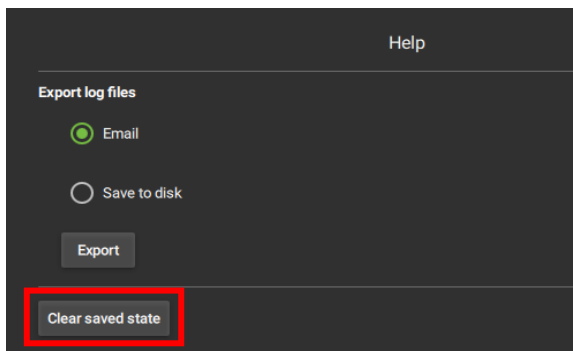 Help
Export log files
Email
Save to disk
Export
Clear saved state